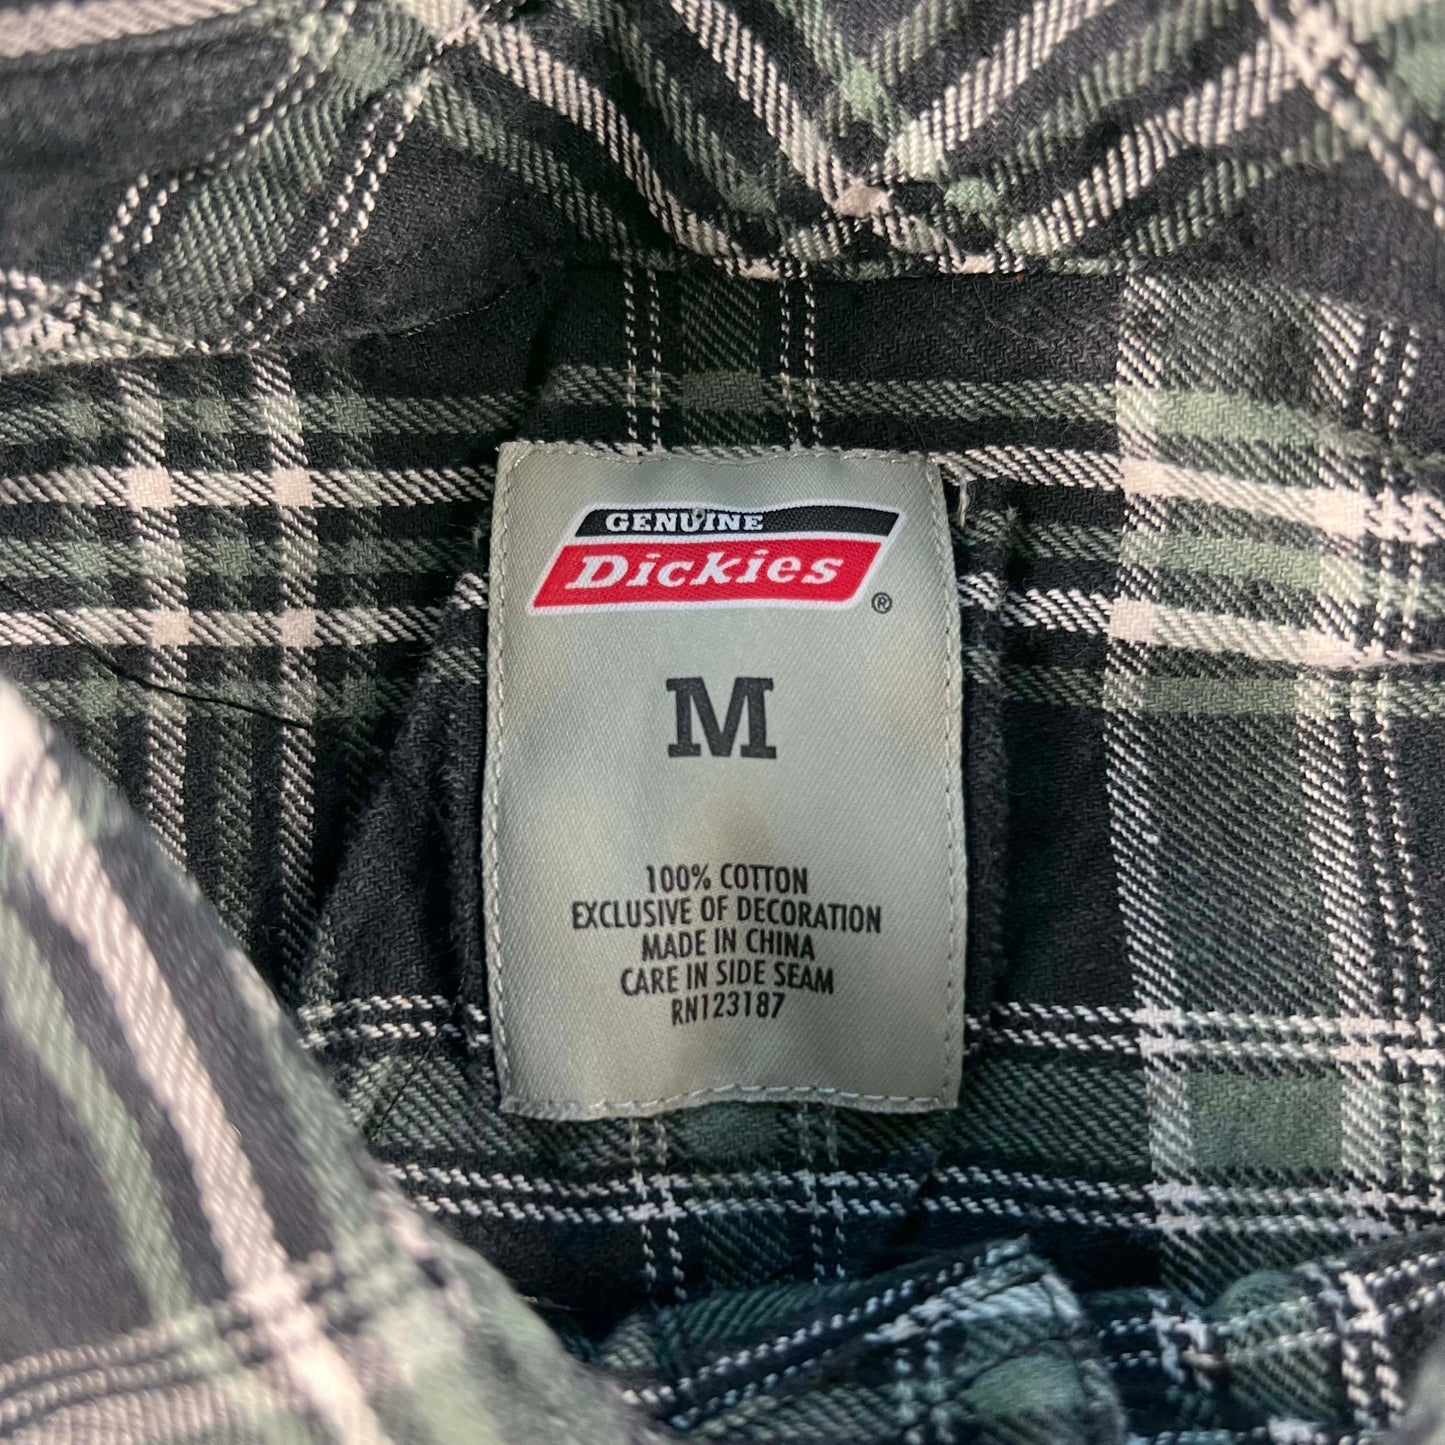 GENUINE
Dickies
®
M
100% COTTON
EXCLUSIVE OF DECORATION
MADE IN CHINA
CARE IN SIDE SEAM
RN123187